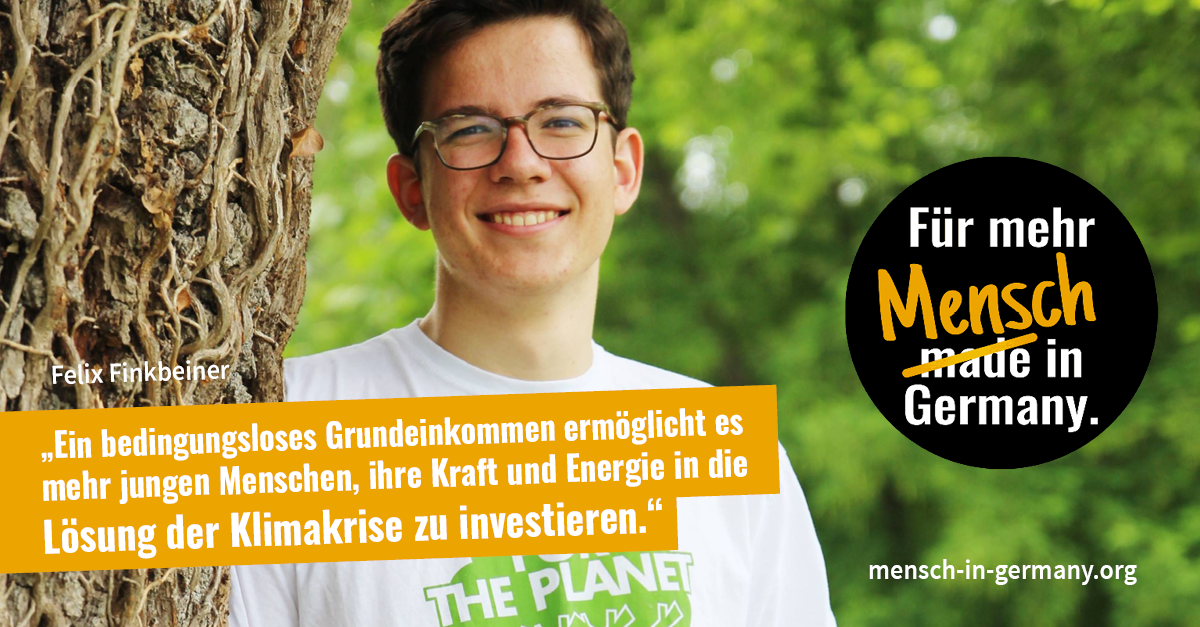 Felix Finkbeiner
„Ein bedingungsloses Grundeinkommen ermöglicht es
mehr jungen Menschen, ihre Kraft und Energie in die
Lösung der Klimakrise zu investieren.“
THE PLANET
Für mehr
Mensch
made in
Germany.
mensch-in-germany.org